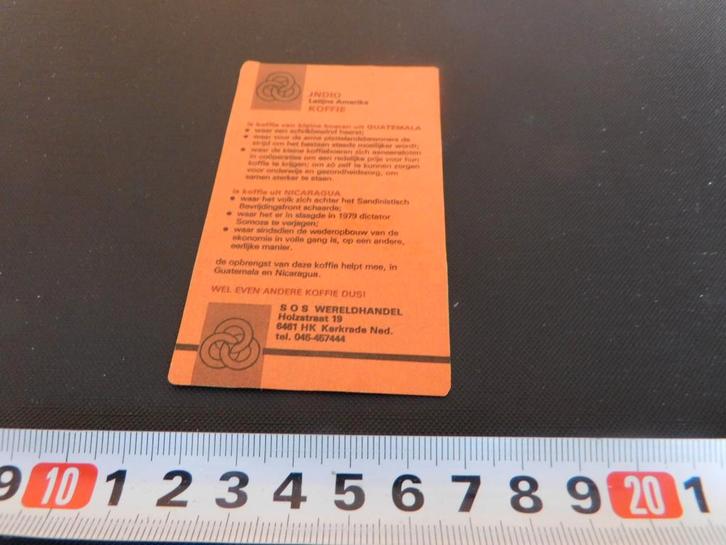 INDIO
Latijns Amerika
KOFFIE
is koffie van kleine boeren uit GUATEMALA
● waar een schrikbewind heerst;
● waar voor de arme plattelandsbewoners de
strijd om het bestaan steeds moeilijker wordt;
● waar de kleine koffieboeren zich aaneensloten
in coöperaties om een redelijke prijs voor hun
koffie te krijgen; om zó zelf te kunnen zorgen
voor onderwijs en gezondheidszorg, om
samen sterker te staan.
is koffie uit NICARAGUA
● waar het volk zich achter het Sandinistisch
Bevrijdingsfront schaarde;
● waar het er in slaagde in 1979 dictator
Somoza te verjagen;
● waar sindsdien de wederopbouw van de
ekonomie in volle gang is, op een andere,
eerlijke manier.
de opbrengst van deze koffie helpt mee, in
Guatemala en Nicaragua.
WEL EVEN ANDERE KOFFIE DUS!
S O S WERELDHANDEL
Holzstraat 19
6461 HK Kerkrade Ned.
tel. 045-457444
9 10 1 2 3 4 5 6 7 8 9 20 1